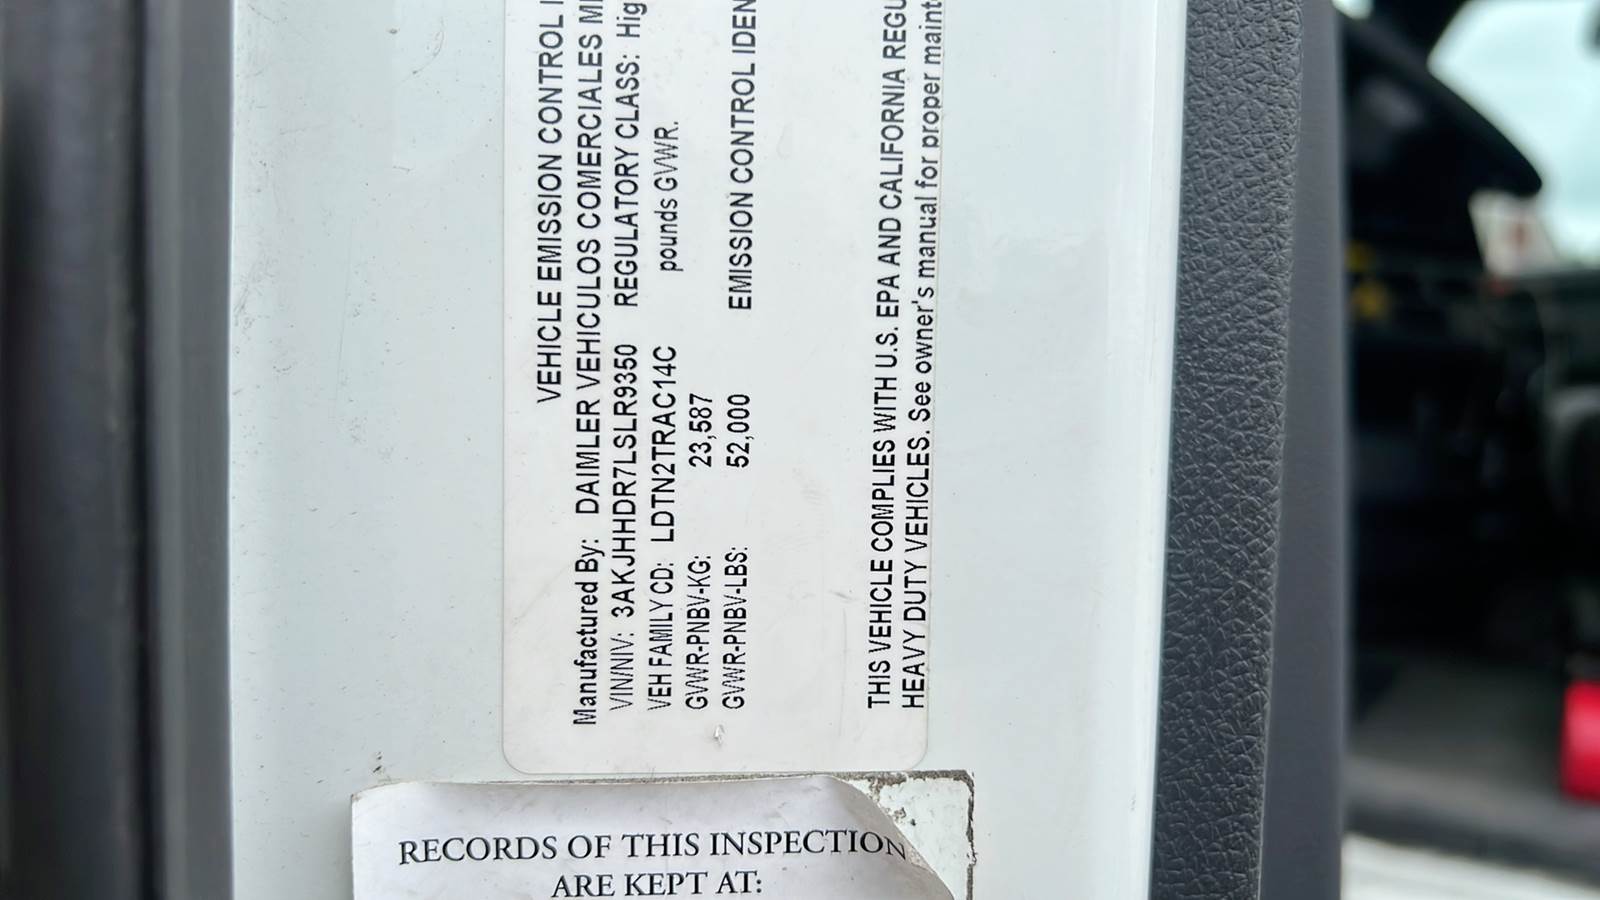 VEHICLE EMISSION CONTROL
Manufactured By: DAIMLER VEHICULOS COMERCIALES
VIN/NIV: 3AKJHHDR7LSLR9350 REGULATORY CLASS:
VEH FAMILY CD: LDTN2TRAC14C pounds GVWR.
GVWR-PNBV-KG: 23,587
GVWR-PNBV-LBS: 52,000 EMISSION CONTROL
THIS VEHICLE COMPLIES WITH U.S. EPA AND CALIFORNIA
HEAVY DUTY VEHICLES. See owner's manual for proper
RECORDS OF THIS INSPECTION
ARE KEPT AT: